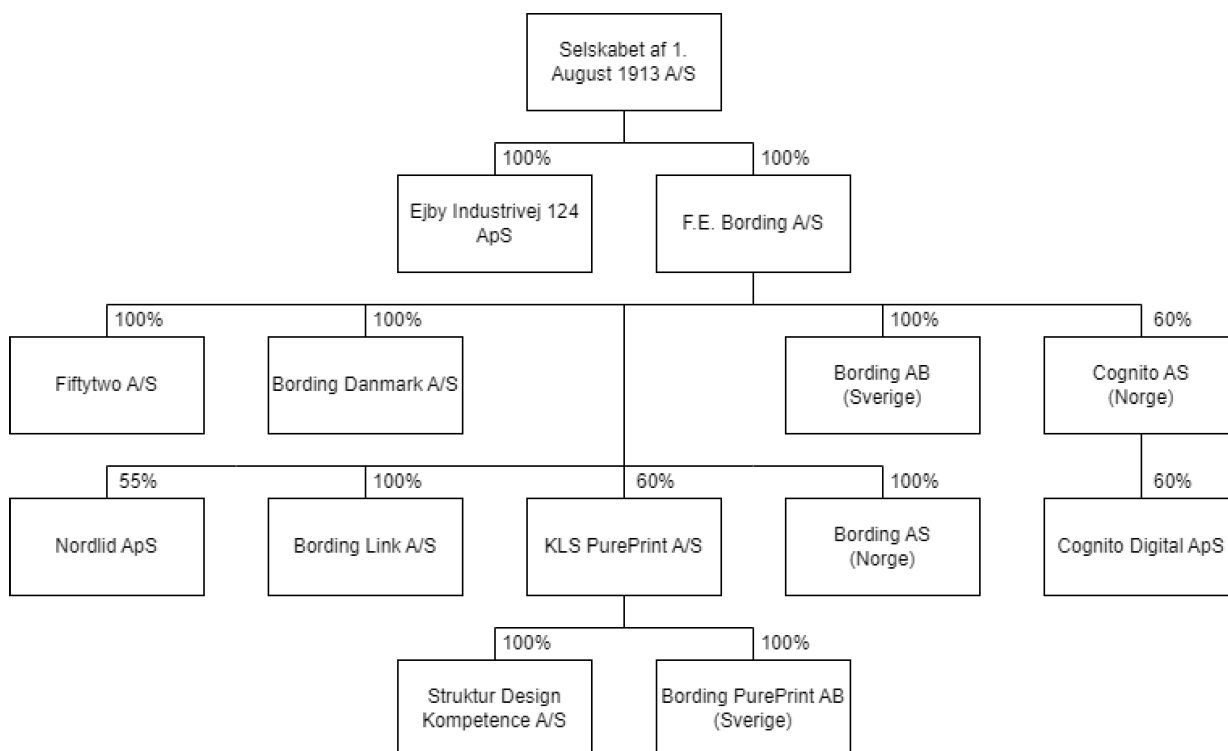 Selskabet af 1.
August 1913 A/S
100%
100%
Ejby Industrivej 124
ApS
F.E. Bording A/S
100%
100%
100%
60%
Fiftytwo A/S
Bording Danmark A/S
Bording AB
(Sverige)
Cognito AS
(Norge)
55%
100%
60%
100%
60%
Nordlid ApS
Bording Link A/S
KLS PurePrint A/S
Bording AS
(Norge)
Cognito Digital ApS
100%
100%
Struktur Design
Kompetence A/S
Bording PurePrint AB
(Sverige)